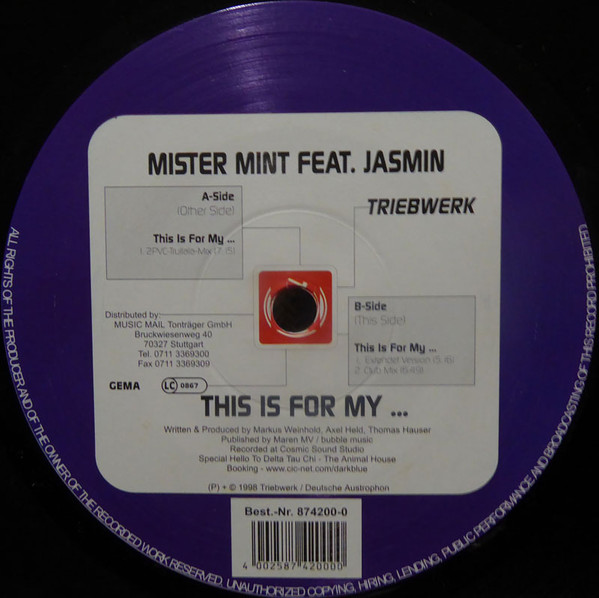 MISTER MINT FEAT. JASMIN
A-Side
(Other Side)
This Is For My ...
TRIEBWERK
B-Side
(This Side)
This Is For My ...
2. Club Mix
Distributed by:
MUSIC MAIL Tonträger GmbH
Bruckwiesenweg 40
70327 Stuttgart
Tel. 0711 3369300
Fax 0711 3369309
GEMA LC 0867
THIS IS FOR MY ...
Written & Produced by Markus Weinhold, Axel Held, Thomas Hauser
Published by Maren MV / bubble music
Recorded at Cosmic Sound Studio
Special Hello To Delta Tau Chi - The Animal House
Booking - www.cic-net.com/darkblue
(P) + © 1998 Triebwerk / Deutsche Austrophon
Best.-Nr. 874200-0
4 002587 420000
ALL RIGHTS OF THE PRODUCER AND OF THE OWNER OF THE RECORDED WORK RESERVED. UNAUTHORIZED COPYING, HIRING, LENDING, PUBLIC PERFORMANCE AND BROADCASTING OF THIS RECORD PROHIBITED